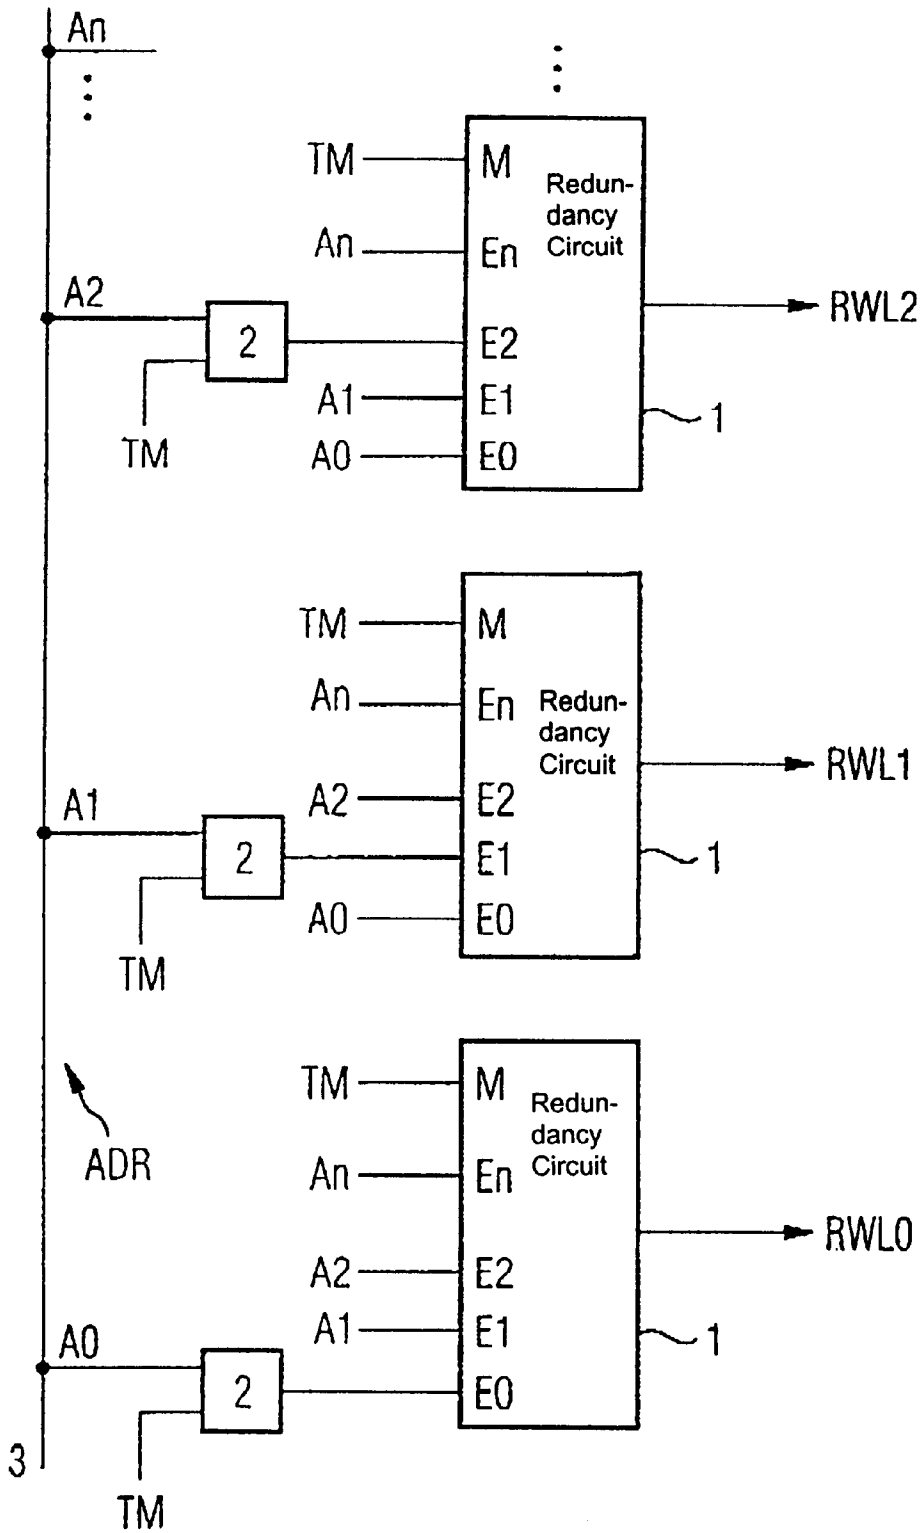 An
TM
M
Redun-
dancy
Circuit
An
En
A2
2
E2
RWL2
TM
A1
E1
1
A0
E0
TM
M
An
En
Redun-
dancy
Circuit
RWL1
A2
E2
A1
2
E1
1
TM
A0
E0
TM
M
Redun-
dancy
Circuit
ADR
An
En
RWL0
A2
E2
A1
E1
1
A0
2
E0
3
TM